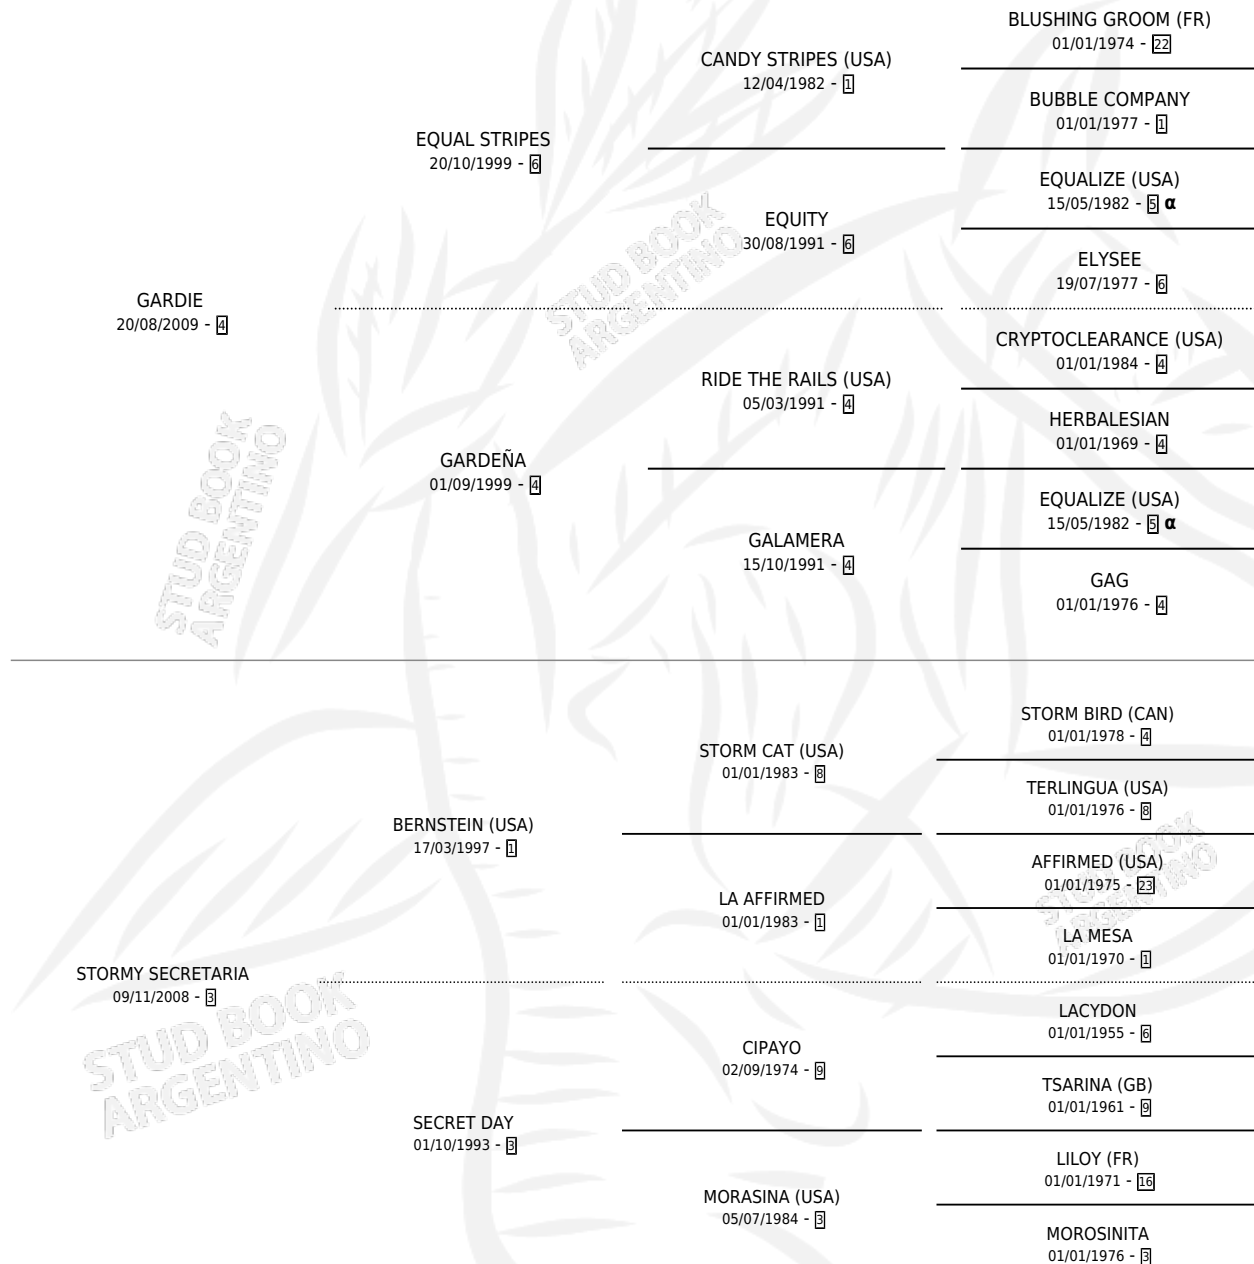 BLUSHING GROOM (FR)
01/01/1974 - 22
CANDY STRIPES (USA)
12/04/1982 - 1
BUBBLE COMPANY
01/01/1977 - 1
EQUAL STRIPES
20/10/1999 - 6
EQUALIZE (USA)
15/05/1982 - 5 α
EQUITY
30/08/1991 - 6
ELYSEE
19/07/1977 - 6
GARDIE
20/08/2009 - 4
CRYPTOCLEARANCE (USA)
01/01/1984 - 4
RIDE THE RAILS (USA)
05/03/1991 - 4
HERBALESIAN
01/01/1969 - 4
GARDEÑA
01/09/1999 - 4
EQUALIZE (USA)
15/05/1982 - 5 α
GALAMERA
15/10/1991 - 4
GAG
01/01/1976 - 4
STORM BIRD (CAN)
01/01/1978 - 4
STORM CAT (USA)
01/01/1983 - 8
TERLINGUA (USA)
01/01/1976 - 8
BERNSTEIN (USA)
17/03/1997 - 1
AFFIRMED (USA)
01/01/1975 - 23
LA AFFIRMED
01/01/1983 - 1
LA MESA
01/01/1970 - 1
STORMY SECRETARIA
09/11/2008 - 3
LACYDON
01/01/1955 - 6
CIPAYO
02/09/1974 - 9
TSARINA (GB)
01/01/1961 - 9
SECRET DAY
01/10/1993 - 3
LILOY (FR)
01/01/1971 - 16
MORASINA (USA)
05/07/1984 - 3
MOROSINITA
01/01/1976 - 3
STUD BOOK
ARGENTINO
STUD BOOK
ARGENTINO
STUD BOOK
ARGENTINO
STUD BOOK
ARGENTINO